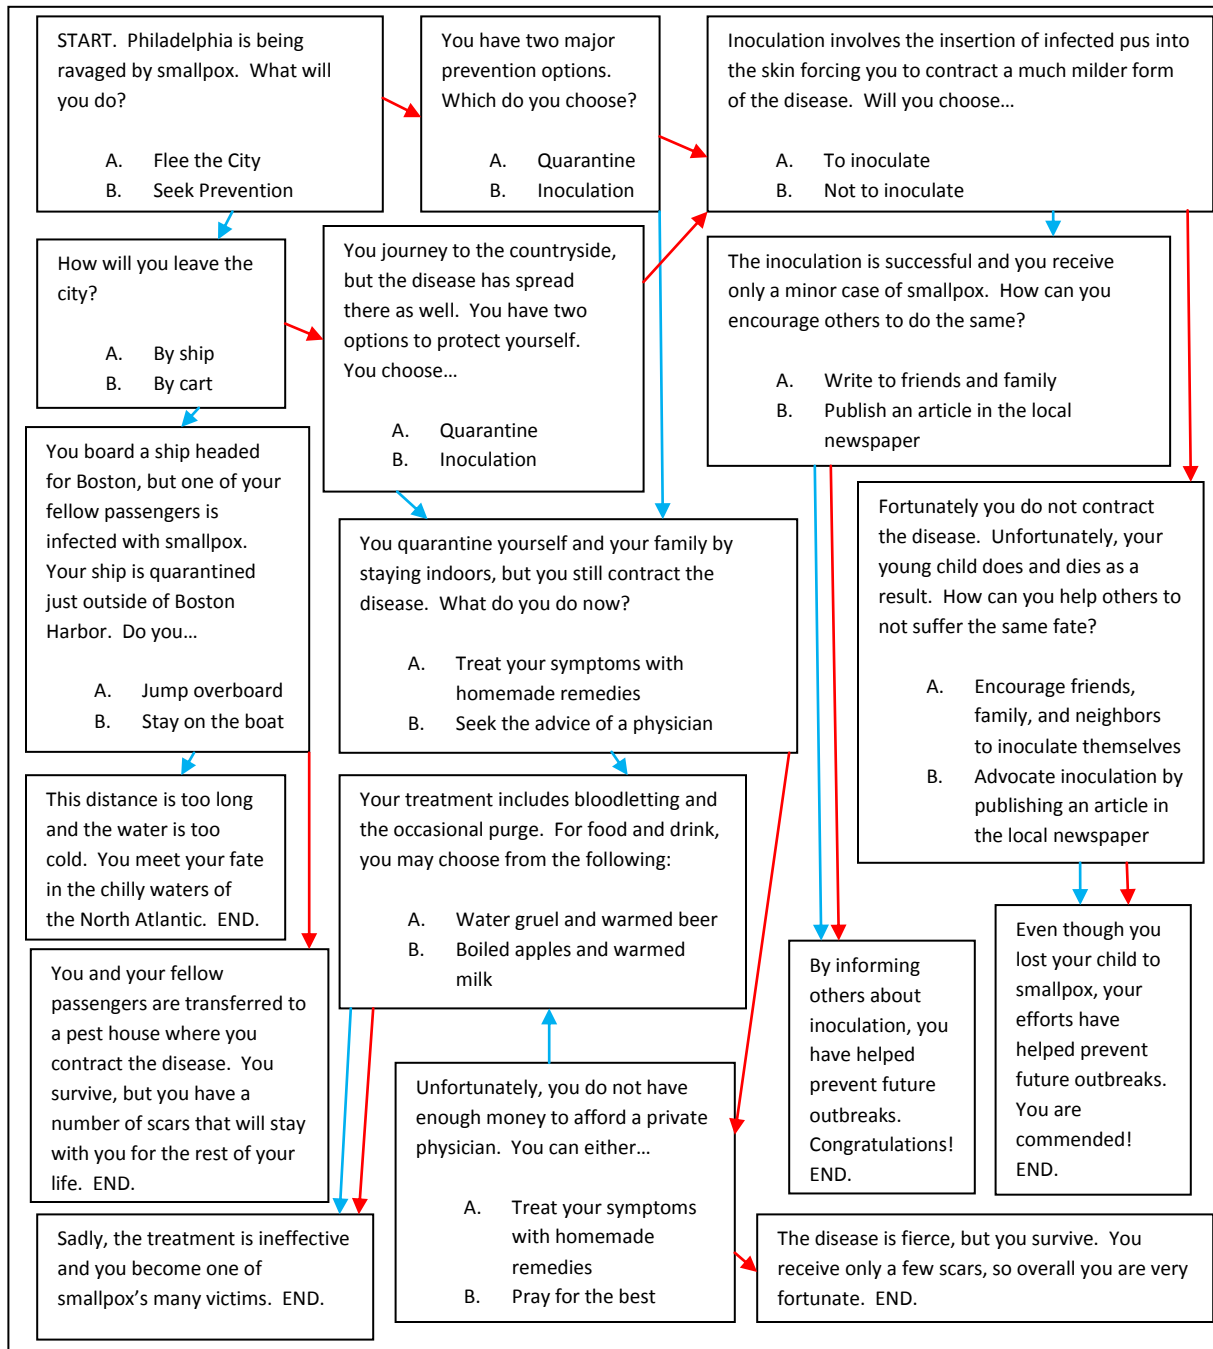 START. Philadelphia is being
ravaged by smallpox. What will
you do?
A. Flee the City
B. Seek Prevention
You have two major
prevention options.
Which do you choose?
A. Quarantine
B. Inoculation
Inoculation involves the insertion of infected pus into
the skin forcing you to contract a much milder form
of the disease. Will you choose…
A. To inoculate
B. Not to inoculate
How will you leave the
city?
A. By ship
B. By cart
You journey to the countryside,
but the disease has spread
there as well. You have two
options to protect yourself.
You choose…
A. Quarantine
B. Inoculation
The inoculation is successful and you receive
only a minor case of smallpox. How can you
encourage others to do the same?
A. Write to friends and family
B. Publish an article in the local
newspaper
You board a ship headed
for Boston, but one of your
fellow passengers is
infected with smallpox.
Your ship is quarantined
just outside of Boston
Harbor. Do you…
A. Jump overboard
B. Stay on the boat
You quarantine yourself and your family by
staying indoors, but you still contract the
disease. What do you do now?
A. Treat your symptoms with
homemade remedies
B. Seek the advice of a physician
Fortunately you do not contract
the disease. Unfortunately, your
young child does and dies as a
result. How can you help others to
not suffer the same fate?
A. Encourage friends,
family, and neighbors
to inoculate themselves
B. Advocate inoculation by
publishing an article in
the local newspaper
This distance is too long
and the water is too
cold. You meet your fate
in the chilly waters of
the North Atlantic. END.
Your treatment includes bloodletting and
the occasional purge. For food and drink,
you may choose from the following:
A. Water gruel and warmed beer
B. Boiled apples and warmed
milk
You and your fellow
passengers are transferred to
a pest house where you
contract the disease. You
survive, but you have a
number of scars that will stay
with you for the rest of your
life. END.
By informing
others about
inoculation, you
have helped
prevent future
outbreaks.
Congratulations!
END.
Even though you
lost your child to
smallpox, your
efforts have
helped prevent
future outbreaks.
You are
commended!
END.
Unfortunately, you do not have
enough money to afford a private
physician. You can either…
A. Treat your symptoms
with homemade
remedies
B. Pray for the best
Sadly, the treatment is ineffective
and you become one of
smallpox’s many victims. END.
The disease is fierce, but you survive. You
receive only a few scars, so overall you are very
fortunate. END.